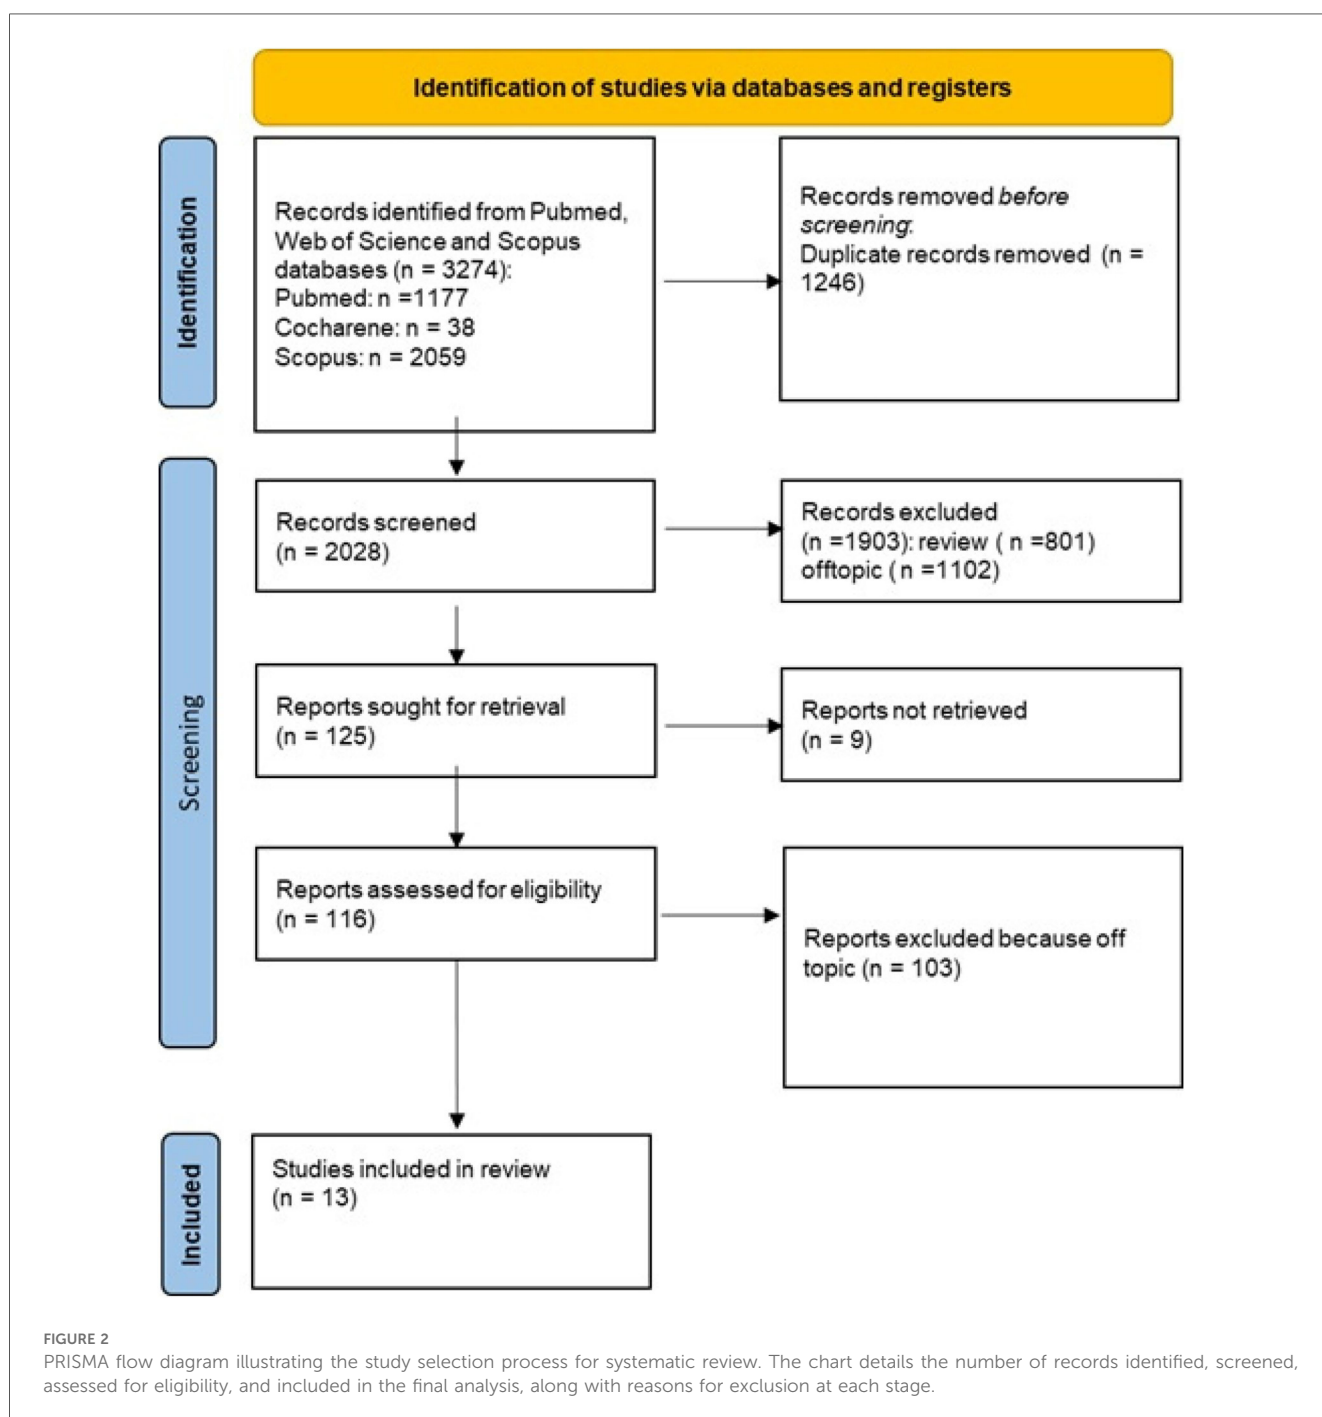 Identification of studies via databases and registers
Identification
Records identified from Pubmed,
Web of Science and Scopus
databases (n = 3274):
Pubmed: n =1177
Cocharene: n = 38
Scopus: n = 2059
Records removed before
screening:
Duplicate records removed (n =
1246)
Screening
Records screened
(n = 2028)
Records excluded
(n =1903): review ( n =801)
offtopic ( n =1102)
Reports sought for retrieval
(n = 125)
Reports not retrieved
(n = 9)
Reports assessed for eligibility
(n = 116)
Reports excluded because off
topic (n = 103)
Included
Studies included in review
(n = 13)
FIGURE 2
PRISMA flow diagram illustrating the study selection process for systematic review. The chart details the number of records identified, screened,
assessed for eligibility, and included in the final analysis, along with reasons for exclusion at each stage.